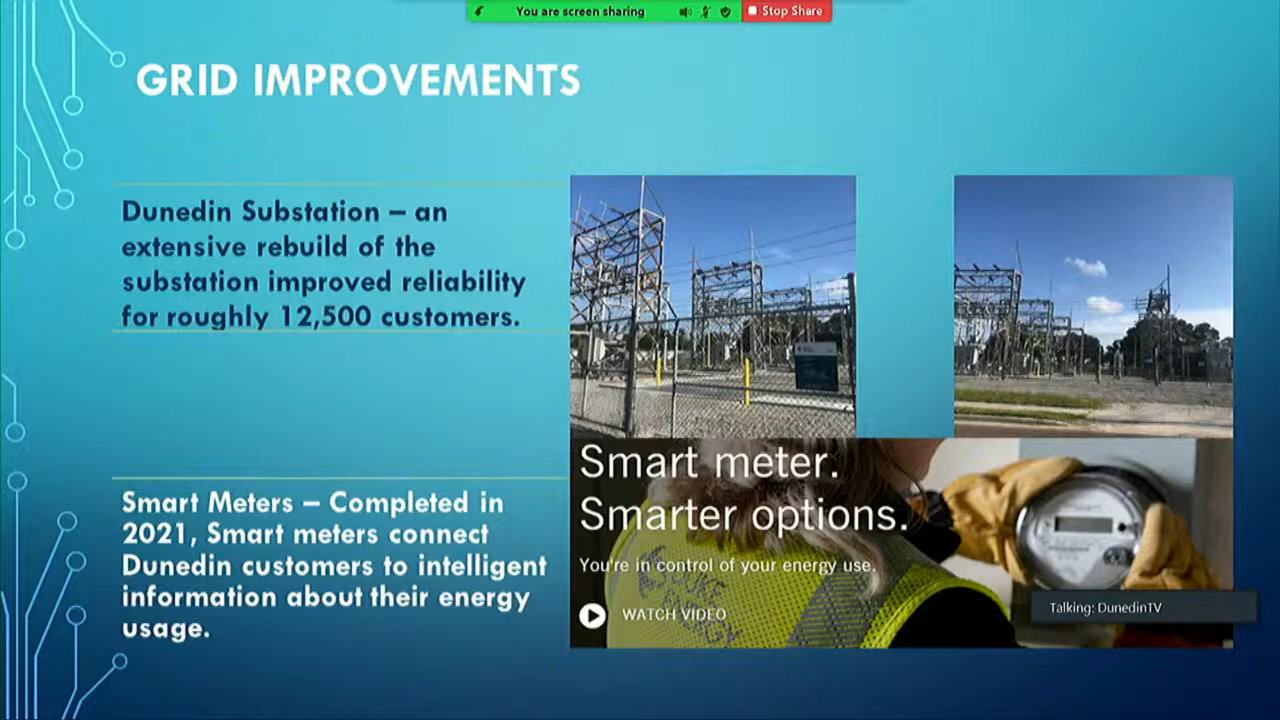 You are screen sharing
Stop Share
GRID IMPROVEMENTS
Dunedin Substation – an
extensive rebuild of the
substation improved reliability
for roughly 12,500 customers.
Smart Meters – Completed in
2021, Smart meters connect
Dunedin customers to intelligent
information about their energy
usage.
Smart meter.
Smarter options.
You're in control of your energy use.
WATCH VIDEO
DUKE
ENERGY
Talking: DunedinTV